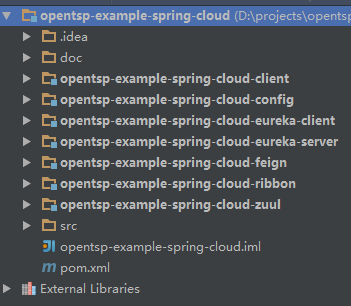 opentsp-example-spring-cloud (D:\projects\opents
.idea
doc
opentsp-example-spring-cloud-client
opentsp-example-spring-cloud-config
opentsp-example-spring-cloud-eureka-client
opentsp-example-spring-cloud-eureka-server
opentsp-example-spring-cloud-feign
opentsp-example-spring-cloud-ribbon
opentsp-example-spring-cloud-zuul
src
opentsp-example-spring-cloud.iml
pom.xml
External Libraries